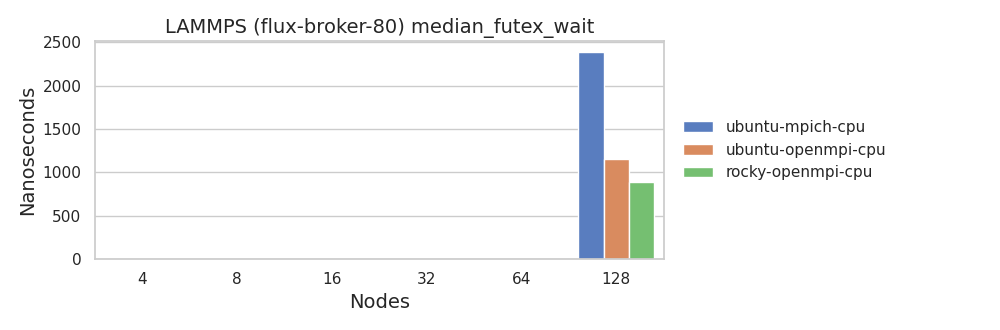 LAMMPS (flux-broker-80) median_futex_wait
Nanoseconds
2500
2000
1500
1000
500
0
4 8 16 32 64 128
Nodes
ubuntu-mpich-cpu
ubuntu-openmpi-cpu
rocky-openmpi-cpu